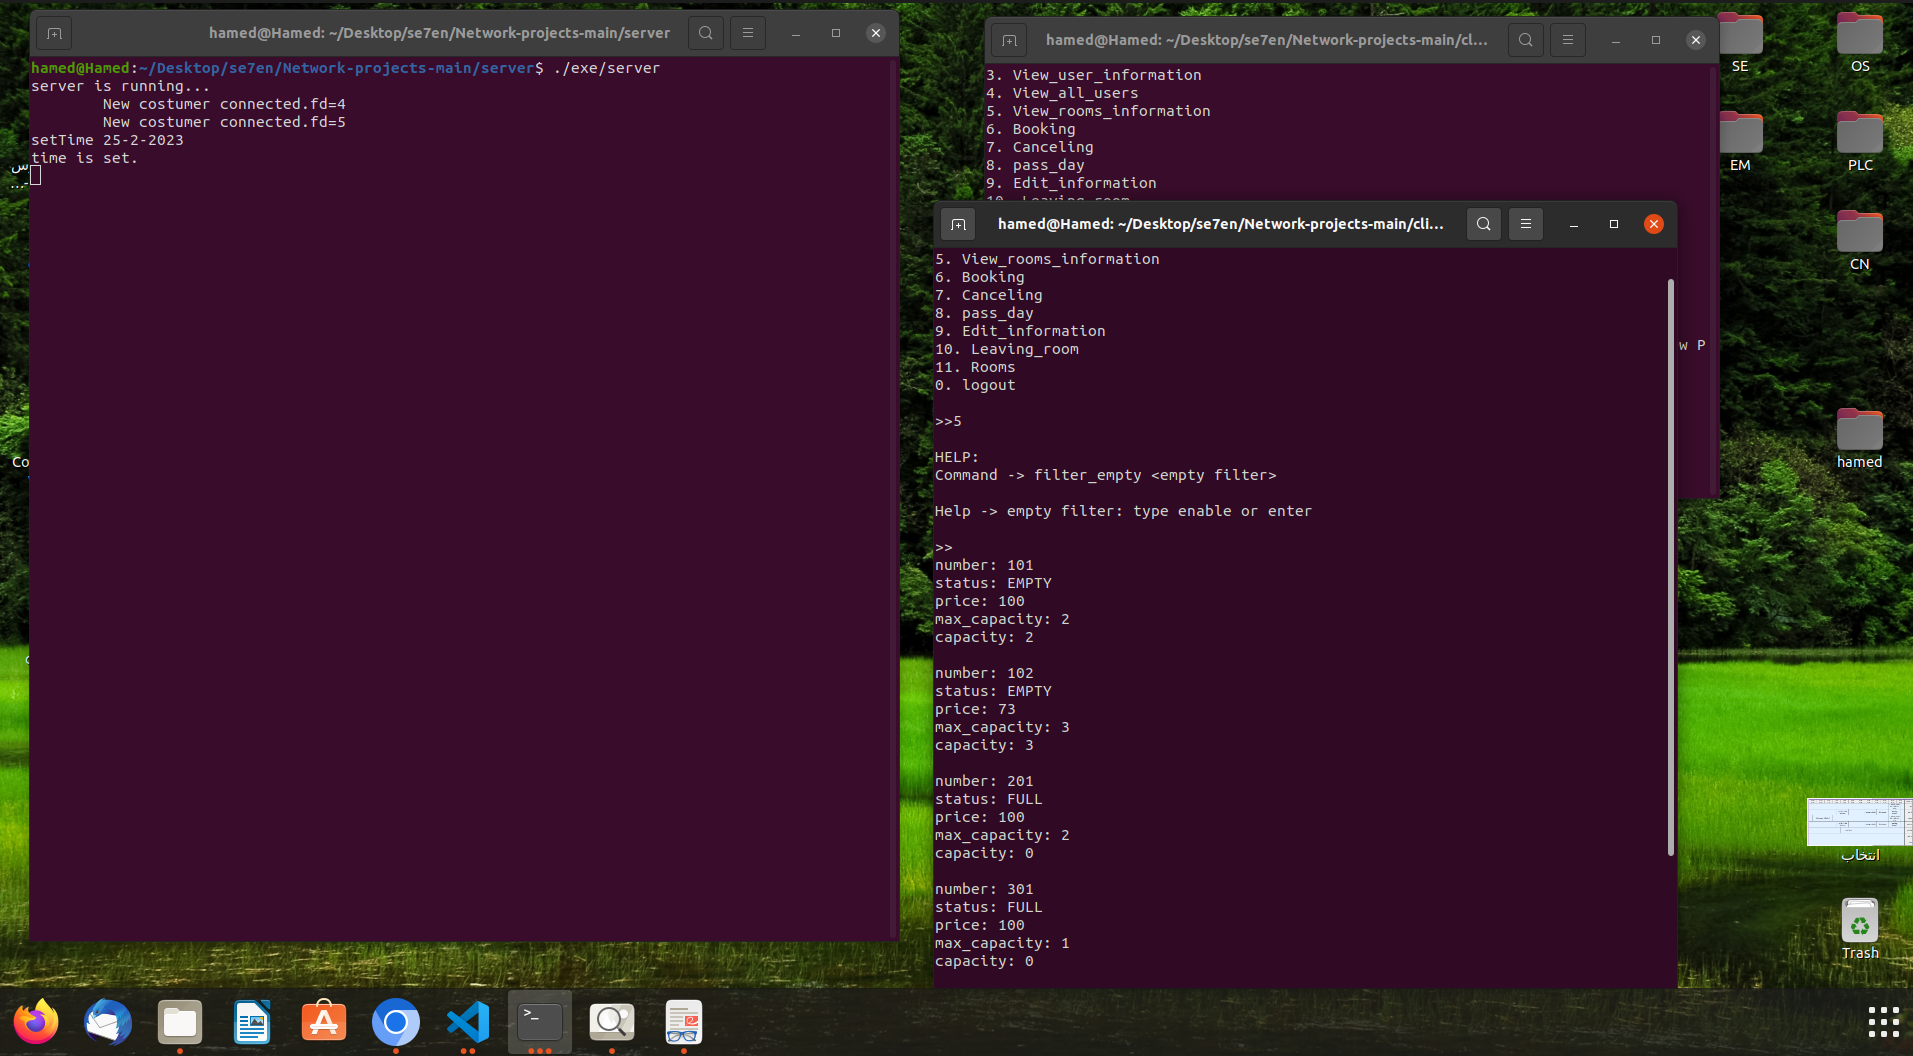 hamed@Hamed: ~/Desktop/se7en/Network-projects-main/server
hamed@Hamed:~/Desktop/se7en/Network-projects-main/server$ ./exe/server
server is running...
New costumer connected.fd=4
New costumer connected.fd=5
setTime 25-2-2023
time is set.
hamed@Hamed: ~/Desktop/se7en/Network-projects-main/cl...
3. View_user_information
4. View_all_users
5. View_rooms_information
6. Booking
7. Canceling
8. pass_day
9. Edit_information
w P
hamed@Hamed: ~/Desktop/se7en/Network-projects-main/cli...
5. View_rooms_information
6. Booking
7. Canceling
8. pass_day
9. Edit_information
10. Leaving_room
11. Rooms
0. logout
>>5
HELP:
Command -> filter_empty <empty filter>
Help -> empty filter: type enable or enter
>>
number: 101
status: EMPTY
price: 100
max_capacity: 2
capacity: 2
number: 102
status: EMPTY
price: 73
max_capacity: 3
capacity: 3
number: 201
status: FULL
price: 100
max_capacity: 2
capacity: 0
number: 301
status: FULL
price: 100
max_capacity: 1
capacity: 0
SE
OS
EM
PLC
CN
hamed
انتخاب
Trash
Co